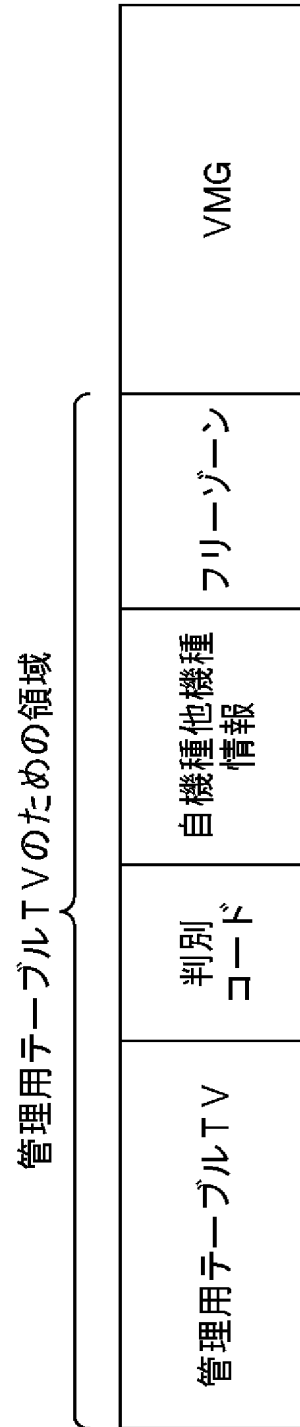 管理用テーブルTVのための領域
管理用テーブルTV
判別
コード
自機種他機種
情報
フリーゾーン
VMG